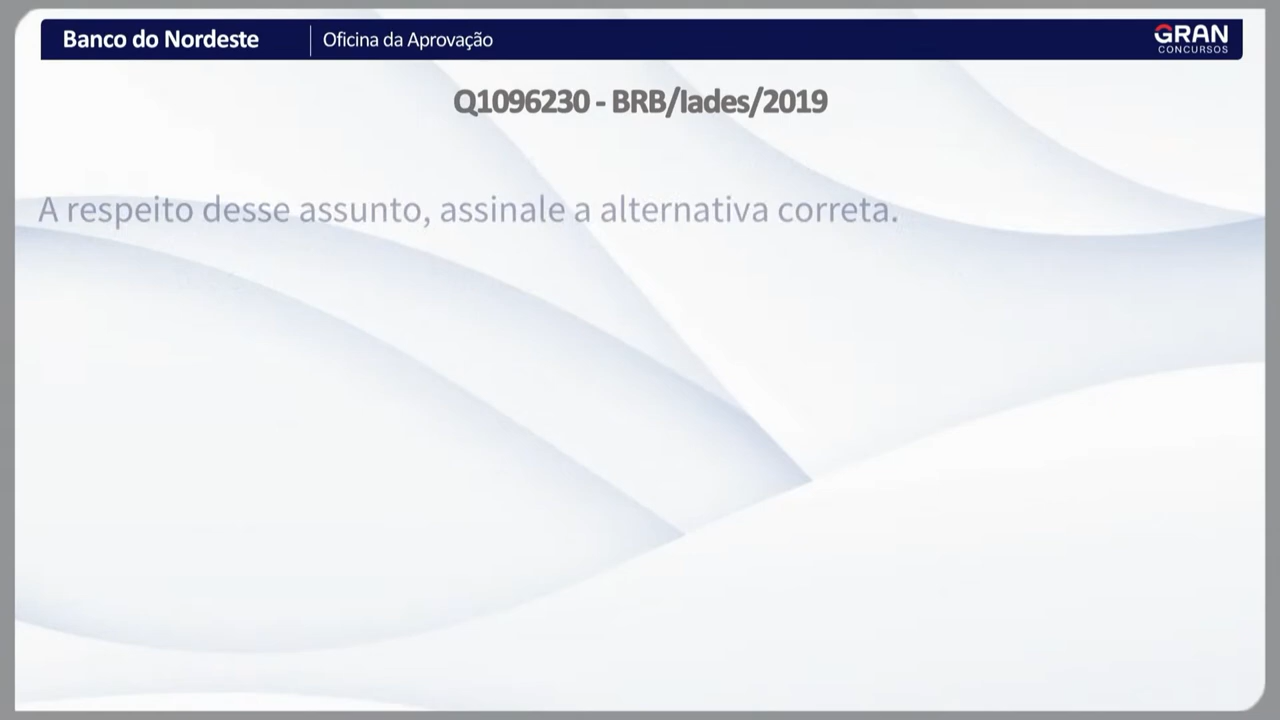 Banco do Nordeste
Oficina da Aprovação
GRAN
CONCURSOS
Q1096230 - BRB/Iades/2019
A respeito desse assunto, assinale a alternativa correta.